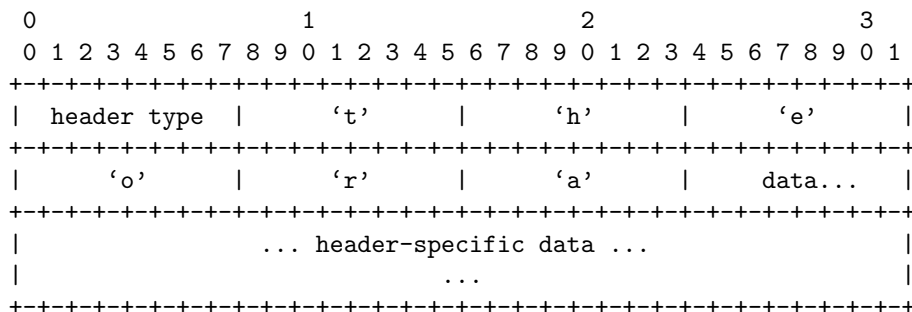 0                   1                   2                   3
0 1 2 3 4 5 6 7 8 9 0 1 2 3 4 5 6 7 8 9 0 1 2 3 4 5 6 7 8 9 0 1
+-+-+-+-+-+-+-+-+-+-+-+-+-+-+-+-+-+-+-+-+-+-+-+-+-+-+-+-+-+-+-+-+
|  header type  |      ‘t’      |      ‘h’      |      ‘e’      |
+-+-+-+-+-+-+-+-+-+-+-+-+-+-+-+-+-+-+-+-+-+-+-+-+-+-+-+-+-+-+-+-+
|      ‘o’      |      ‘r’      |      ‘a’      |    data...    |
+-+-+-+-+-+-+-+-+-+-+-+-+-+-+-+-+-+-+-+-+-+-+-+-+-+-+-+-+-+-+-+-+
|                 ... header-specific data ...                  |
|                              ...                              |
+-+-+-+-+-+-+-+-+-+-+-+-+-+-+-+-+-+-+-+-+-+-+-+-+-+-+-+-+-+-+-+-+